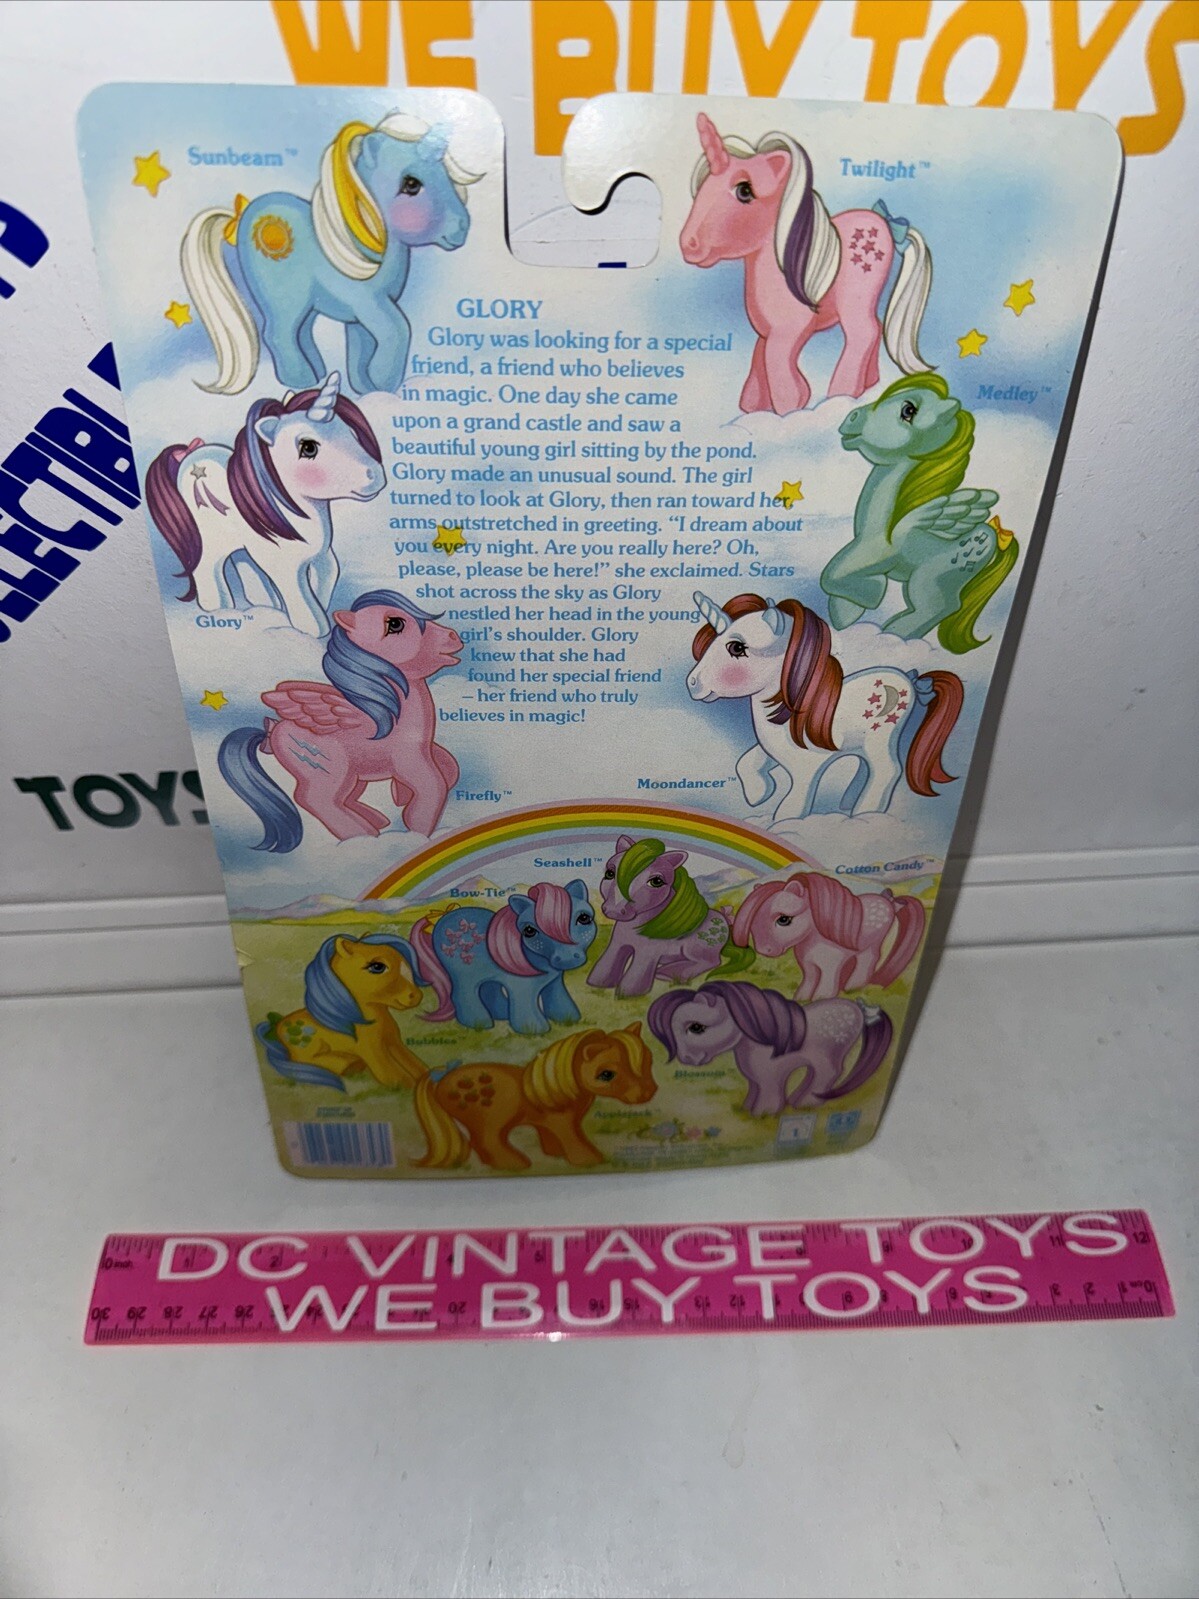 WE BUY TOYS
TOYS
Sunbeam™
Twilight™
Medley™
GLORY
Glory was looking for a special
friend, a friend who believes
in magic. One day she came
upon a grand castle and saw a
beautiful young girl sitting by the pond.
Glory made an unusual sound. The girl
turned to look at Glory, then ran toward her,
arms outstretched in greeting. “I dream about
you every night. Are you really here? Oh,
please, please be here!” she exclaimed. Stars
shot across the sky as Glory
nestled her head in the young
girl’s shoulder. Glory
knew that she had
found her special friend
– her friend who truly
believes in magic!
Glory™
Firefly™
Moondancer™
Seashell™
Cotton Candy™
Bow-Tie™
Bubbles™
Blossom™
Applejack™
DC VINTAGE TOYS
WE BUY TOYS